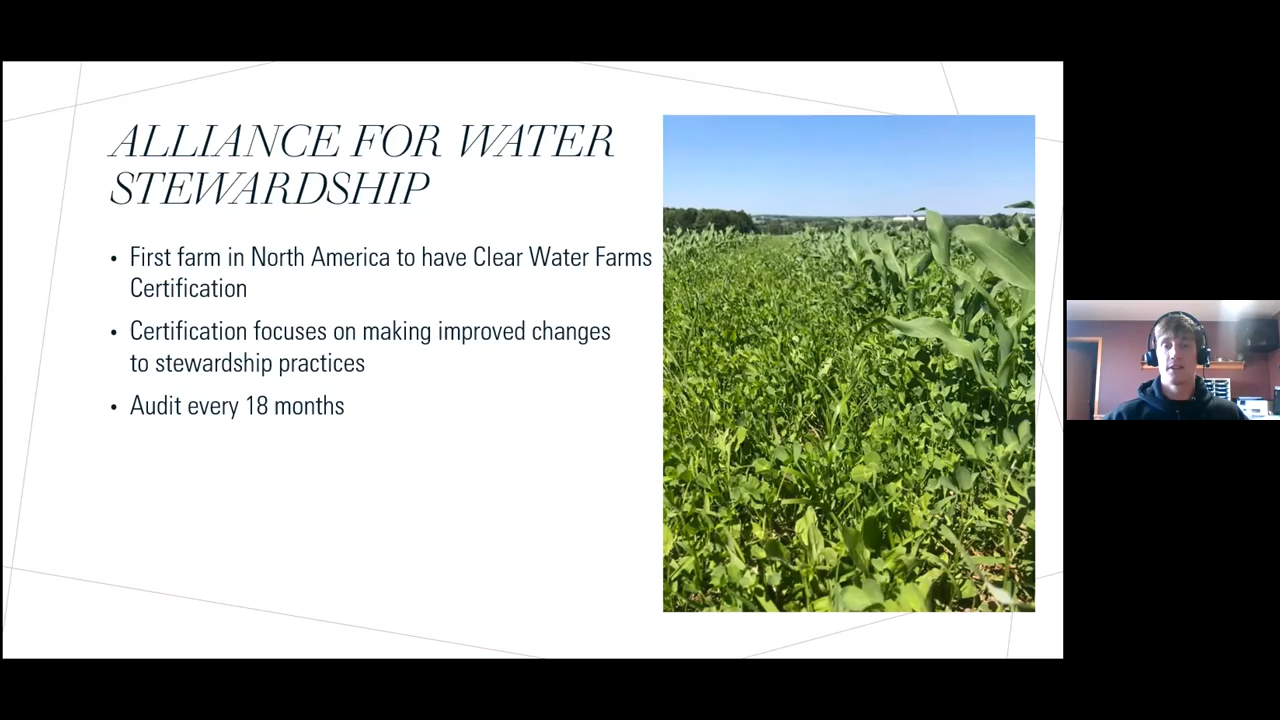 ALLIANCE FOR WATER
STEWARDSHIP
• First farm in North America to have Clear Water Farms
Certification
• Certification focuses on making improved changes
to stewardship practices
• Audit every 18 months